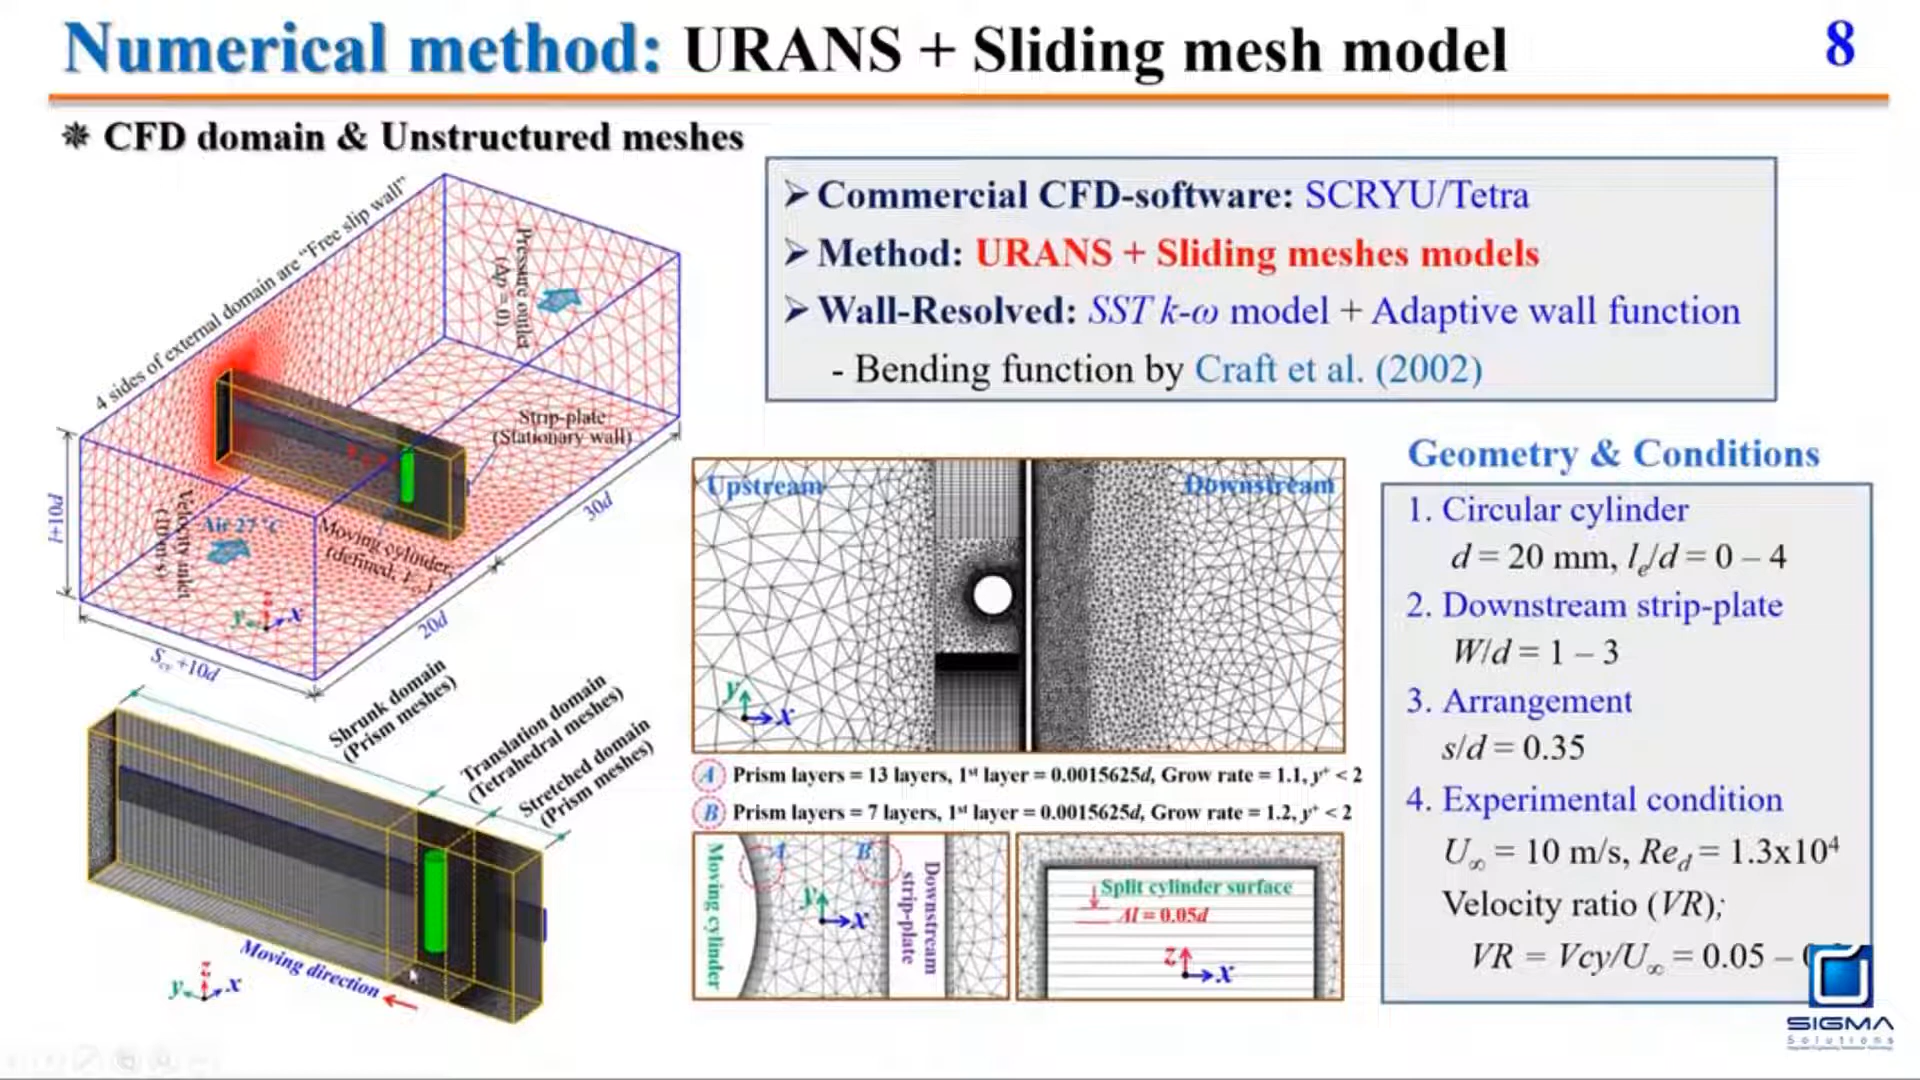 Numerical method: URANS + Sliding mesh model
8
✵ CFD domain & Unstructured meshes
4 sides of external domain are “Free slip wall”
Pressure outlet
(Δp = 0)
Strip-plate
(Stationary wall)
Velocity inlet
(10 m/s)
Air 27 °C
Moving cylinder
(defined,
l+10d
30d
20d
+10d
y
z
x
➢ Commercial CFD-software: SCRYU/Tetra
➢ Method: URANS + Sliding meshes models
➢ Wall-Resolved: SST k-ω model + Adaptive wall function
- Bending function by Craft et al. (2002)
Shrunk domain
(Prism meshes)
Translation domain
(Tetrahedral meshes)
Stretched domain
(Prism meshes)
Moving direction
y
z
x
Upstream
Downstream
y
x
A Prism layers = 13 layers, 1st layer = 0.0015625d, Grow rate = 1.1, y+ < 2
B Prism layers = 7 layers, 1st layer = 0.0015625d, Grow rate = 1.2, y+ < 2
Moving cylinder
A
B
y
x
Downstream
strip-plate
Split cylinder surface
Δl = 0.05d
z
x
Geometry & Conditions
1. Circular cylinder
d = 20 mm, le/d = 0 – 4
2. Downstream strip-plate
W/d = 1 – 3
3. Arrangement
s/d = 0.35
4. Experimental condition
U∞ = 10 m/s, Red = 1.3x10⁴
Velocity ratio (VR);
VR = Vcy/U∞ = 0.05 –
SIGMA
Solutions